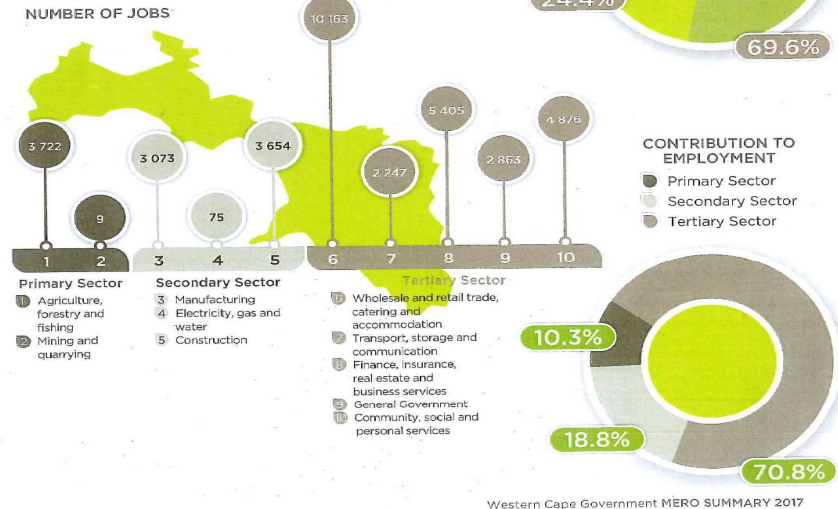 NUMBER OF JOBS
10 163
24.4%
69.6%
3 722
9
3 073
75
3 654
2 247
5 405
2 863
4 876
1 2 3 4 5 6 7 8 9 10
Primary Sector
1 Agriculture,
forestry and
fishing
2 Mining and
quarrying
Secondary Sector
3 Manufacturing
4 Electricity, gas and
water
5 Construction
Tertiary Sector
6 Wholesale and retail trade,
catering and
accommodation
7 Transport, storage and
communication
8 Finance, insurance,
real estate and
business services
9 General Government
10 Community, social and
personal services
CONTRIBUTION TO
EMPLOYMENT
Primary Sector
Secondary Sector
Tertiary Sector
10.3%
18.8%
70.8%
Western Cape Government MERO SUMMARY 2017